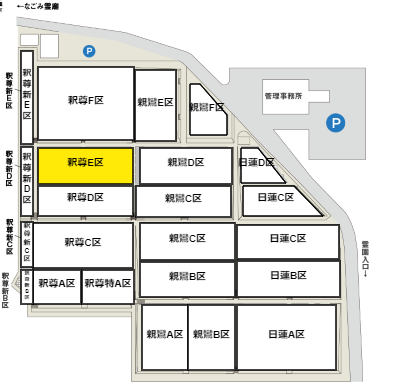 ←なごみ霊廟
P
釈尊新E区
釈尊新E区
釈尊F区
親鸞E区
親鸞F区
管理事務所
P
釈尊新D区
釈尊新D区
釈尊E区
親鸞D区
日蓮D区
釈尊D区
親鸞C区
日蓮C区
釈尊新C区
釈尊新C区
釈尊C区
親鸞C区
日蓮C区
霊園入口→
釈尊新B区
釈尊A区
釈尊特A区
親鸞B区
日蓮B区
親鸞A区
親鸞B区
日蓮A区